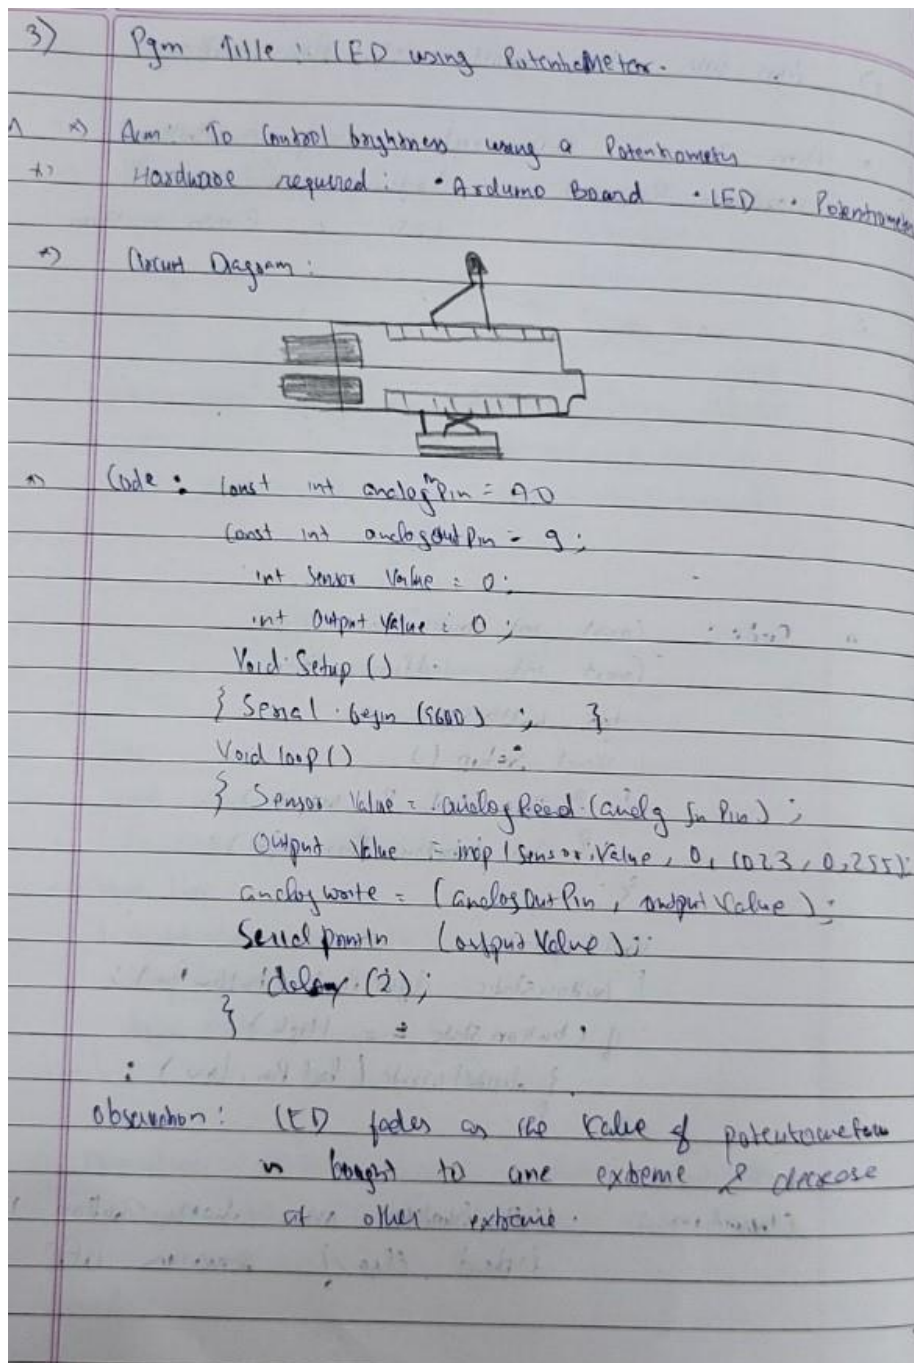 3) Pgm Title : LED using PotentioMeter.
*) Aim: To Control brightness using a Potentiometer
*) Hardware required : • Arduino Board • LED • Potentiometer
*) Circuit Diagram :
*) Code : Const int analoginPin = A0
Const int analogoutPin = 9 ;
int Sensor Value = 0;
int Output Value = 0 ;
Void Setup ()
{ Serial . begin (9600) ; }
Void loop ()
{ Sensor Value = analogRead (analog In Pin) ;
Output Value = map ( Sensor Value , 0, 1023 , 0,255);
analogwrite = ( analogOutPin , output Value ) ;
Serial println (output Value) ;
delay (2) ;
}
Observation : LED fades as the value of potentiometer
is bought to one extreme & decrease
at other extreme .